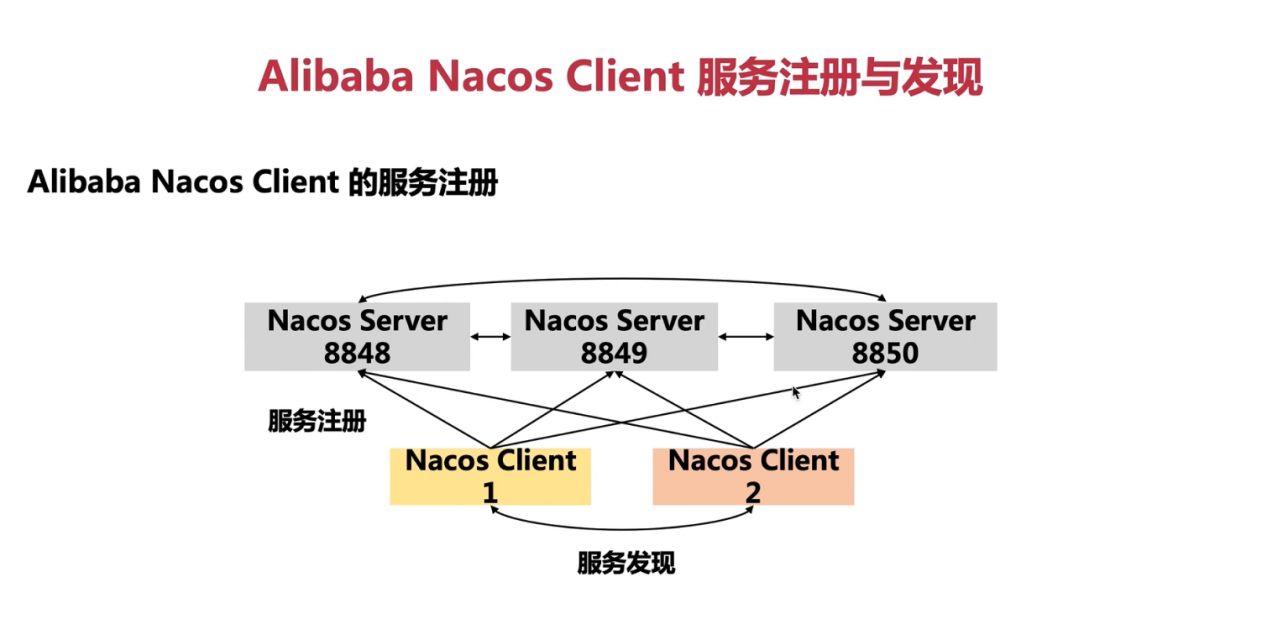 Alibaba Nacos Client 服务注册与发现
Alibaba Nacos Client 的服务注册
Nacos Server
8848
Nacos Server
8849
Nacos Server
8850
服务注册
Nacos Client
1
Nacos Client
2
服务发现